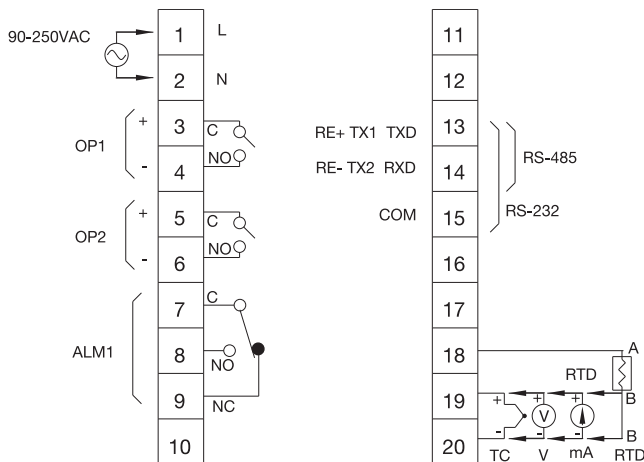 90-250VAC
1 L
2 N
OP1 + 3 C
- 4 NO
OP2 + 5 C
- 6 NO
ALM1
7 C
8 NO
9 NC
10
11
12
RE+ TX1 TXD 13
RE- TX2 RXD 14
RS-485
COM 15
RS-232
16
17
18 A
RTD
19 + + + B
V
20 - - - B
TC V mA RTD